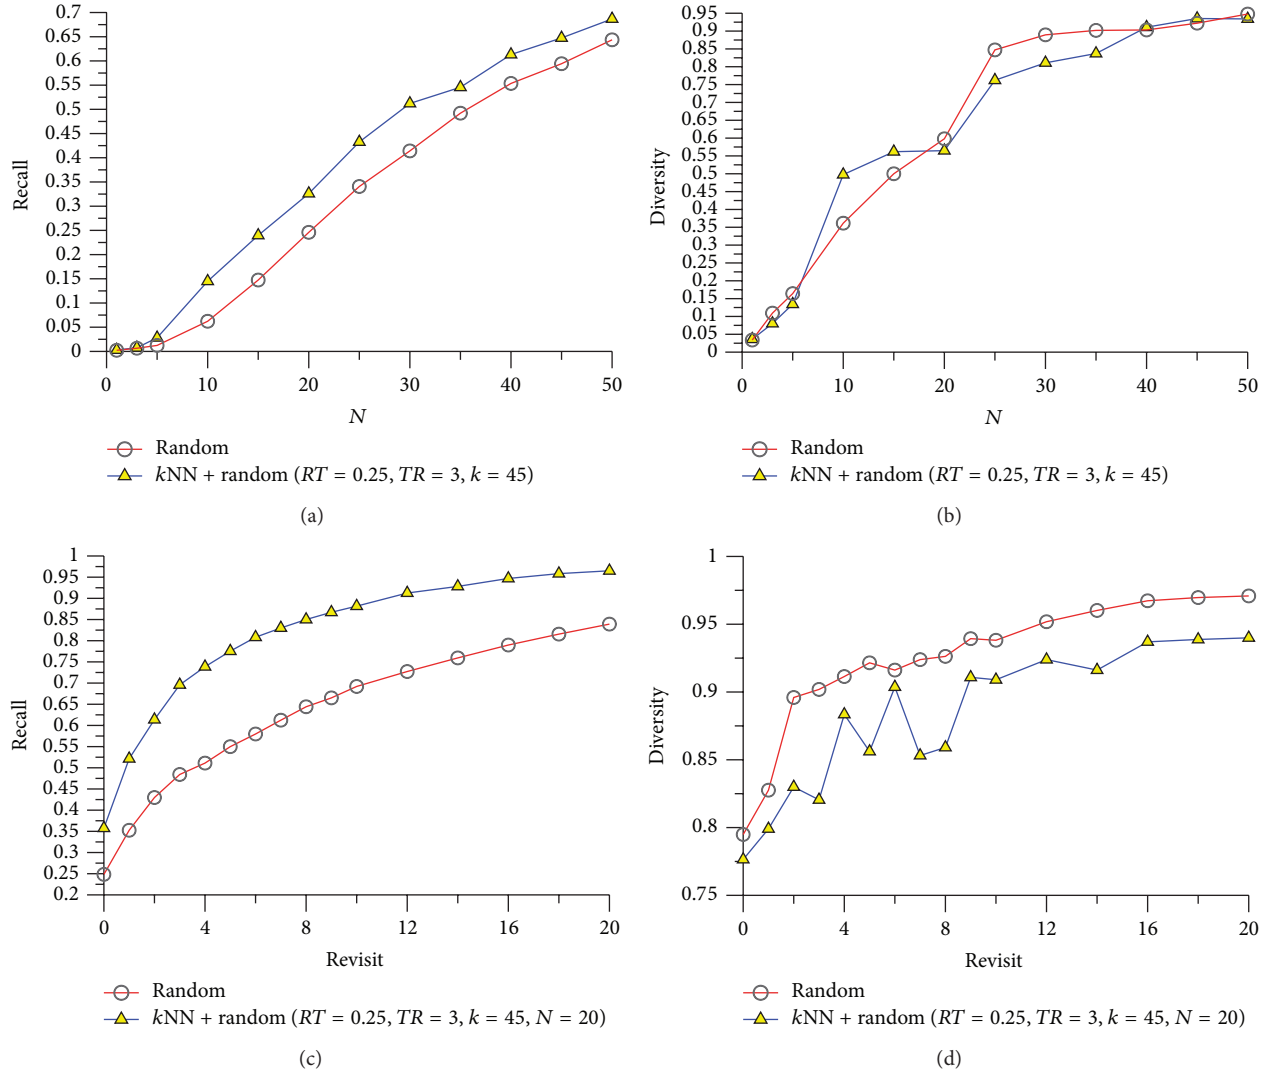 0.7
0.65
0.6
0.55
0.5
0.45
0.4
0.35
0.3
0.25
0.2
0.15
0.1
0.05
0
Recall
0 10 20 30 40 50
N
Random
kNN + random (RT = 0.25, TR = 3, k = 45)
(a)
0.95
0.9
0.85
0.8
0.75
0.7
0.65
0.6
0.55
0.5
0.45
0.4
0.35
0.3
0.25
0.2
0.15
0.1
0.05
0
Diversity
0 10 20 30 40 50
N
Random
kNN + random (RT = 0.25, TR = 3, k = 45)
(b)
1
0.95
0.9
0.85
0.8
0.75
0.7
0.65
0.6
0.55
0.5
0.45
0.4
0.35
0.3
0.25
0.2
Recall
0 4 8 12 16 20
Revisit
Random
kNN + random (RT = 0.25, TR = 3, k = 45, N = 20)
(c)
1
0.95
0.9
0.85
0.8
0.75
Diversity
0 4 8 12 16 20
Revisit
Random
kNN + random (RT = 0.25, TR = 3, k = 45, N = 20)
(d)